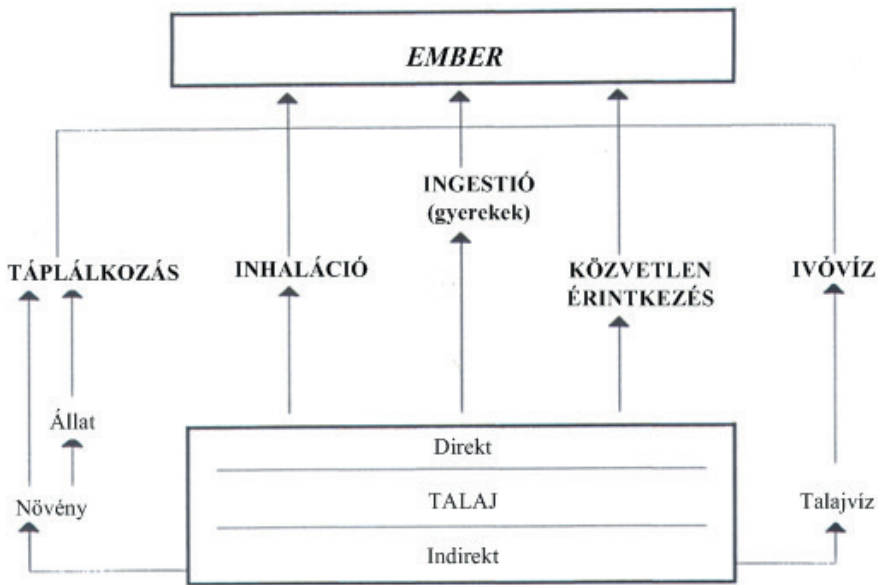 EMBER
INGESTIÓ
(gyerekek)
TÁPLÁLKOZÁS
INHALÁCIÓ
KÖZVETLEN
ÉRINTKEZÉS
IVÓVÍZ
Állat
Növény
Direkt
TALAJ
Indirekt
Talajvíz